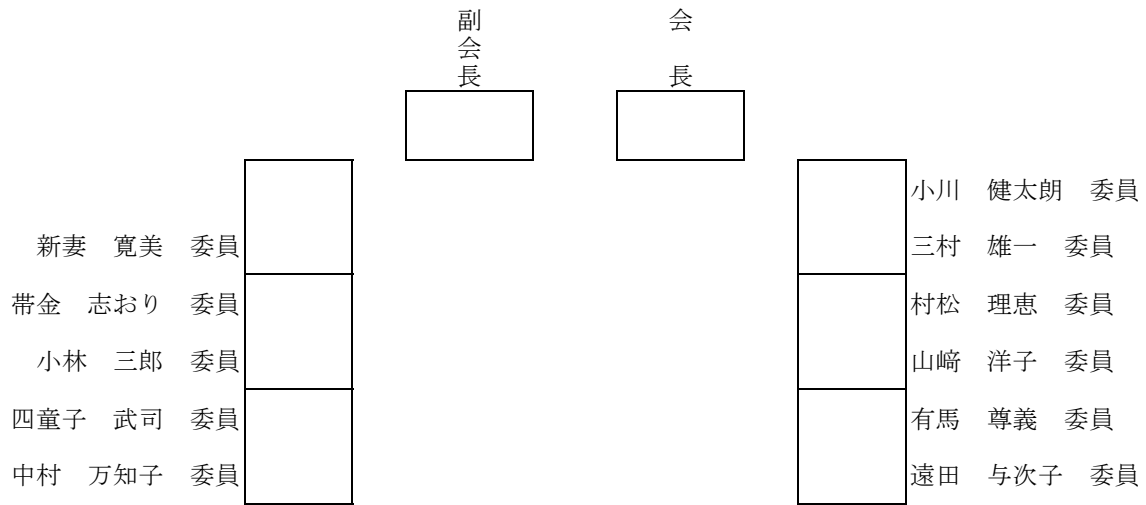 副会長
会長
小川　健太朗　委員
新妻　寛美　委員
三村　雄一　委員
帯金　志おり　委員
村松　理恵　委員
小林　三郎　委員
山﨑　洋子　委員
四童子　武司　委員
有馬　尊義　委員
中村　万知子　委員
遠田　与次子　委員